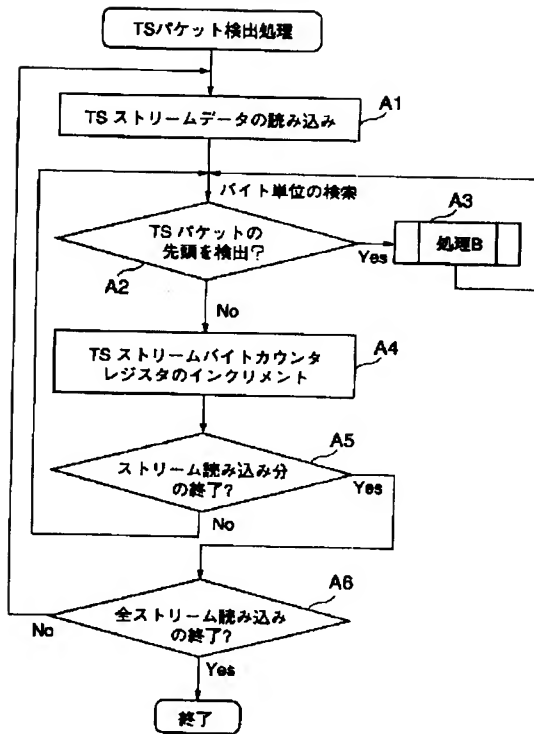 TSパケット検出処理
A1
TS ストリームデータの読み込み
バイト単位の検索
A3
TS パケットの
先頭を検出?
処理B
Yes
A2
No
A4
TS ストリームバイトカウンタ
レジスタのインクリメント
A5
ストリーム読み込み分
の終了?
Yes
No
A6
全ストリーム読み込み
の終了?
No
Yes
終了